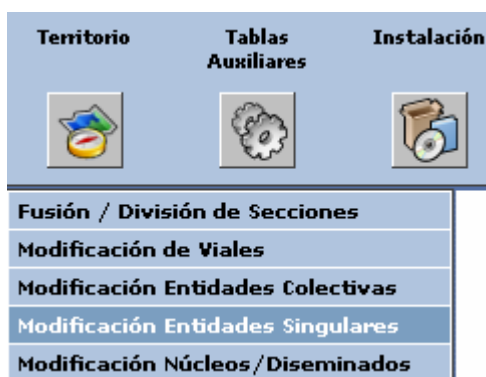 Territorio
Tablas
Auxiliares
Instalación
Fusión / División de Secciones
Modificación de Viales
Modificación Entidades Colectivas
Modificación Entidades Singulares
Modificación Núcleos/Diseminados